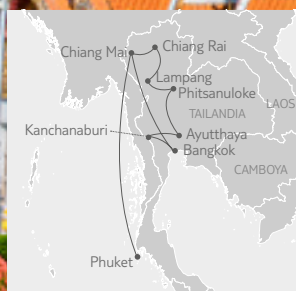 Chiang Mai
Chiang Rai
Lampang
Phitsanuloke
TAILANDIA
LAOS
Kanchanaburi
Ayutthaya
Bangkok
CAMBOYA
Phuket